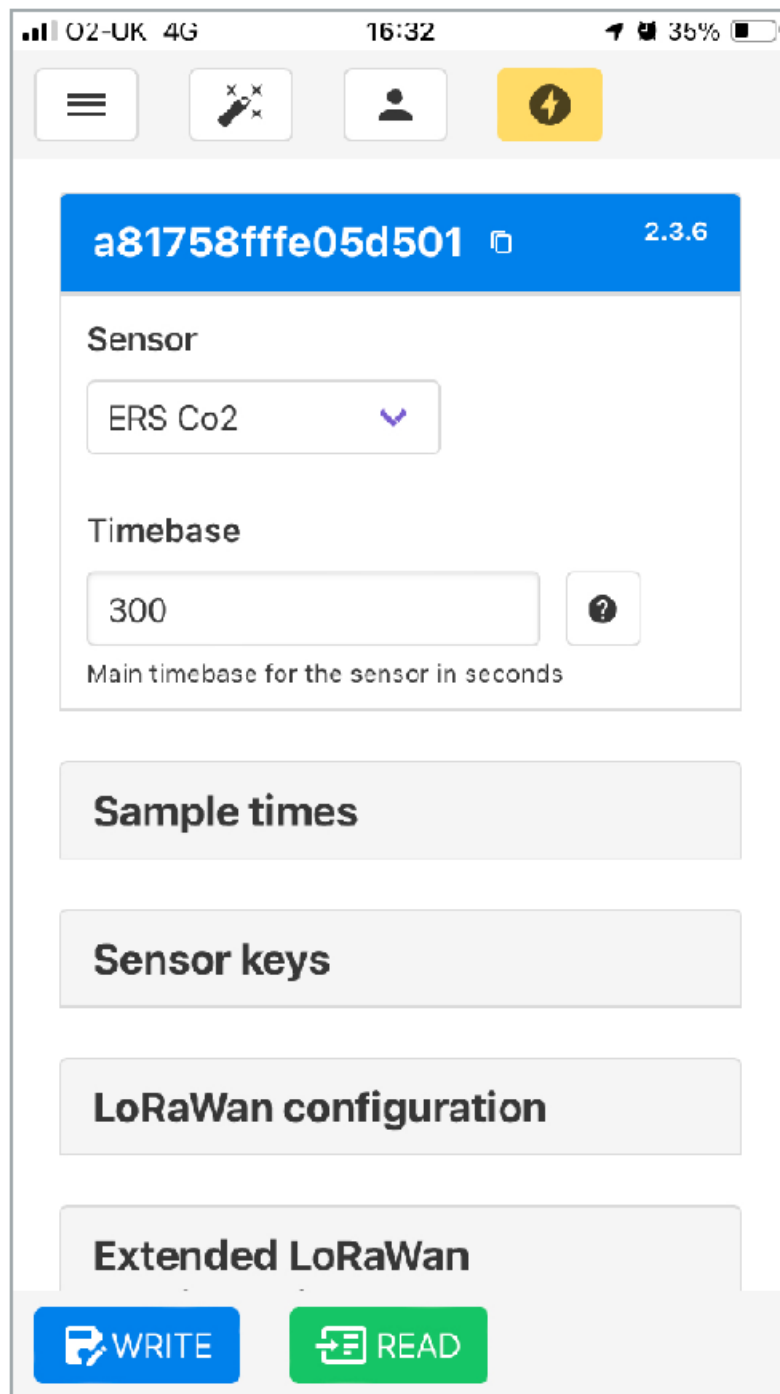 O2-UK 4G 16:32 35%
a81758fffe05d501 2.3.6
Sensor
ERS Co2
Timebase
300
Main timebase for the sensor in seconds
Sample times
Sensor keys
LoRaWan configuration
Extended LoRaWan
WRITE READ